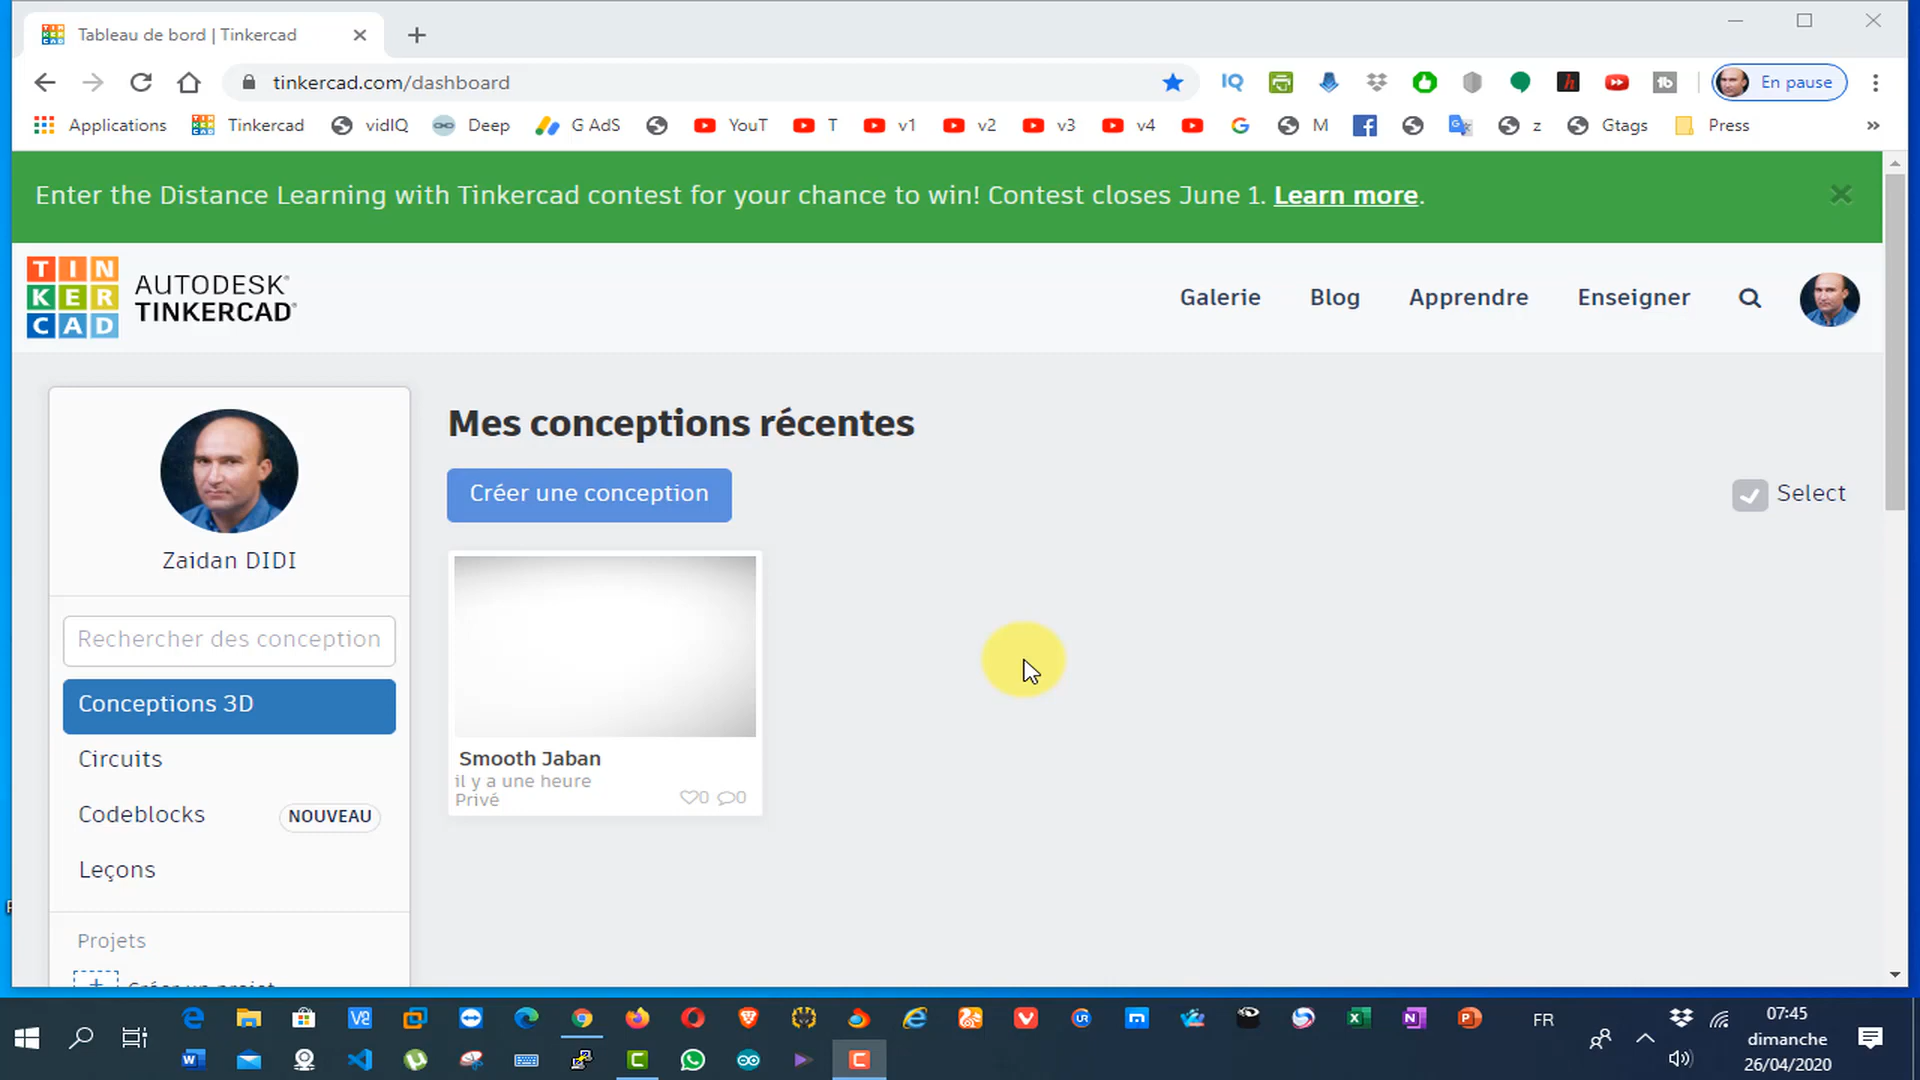 Tableau de bord | Tinkercad
tinkercad.com/dashboard
IQ
En pause
Applications
Tinkercad
vidIQ
Deep
G AdS
YouT
T
v1
v2
v3
v4
M
z
Gtags
Press
»
Enter the Distance Learning with Tinkercad contest for your chance to win! Contest closes June 1. Learn more.
TIN
KER
CAD
AUTODESK®
TINKERCAD®
Galerie
Blog
Apprendre
Enseigner
Mes conceptions récentes
Créer une conception
Select
Zaidan DIDI
Rechercher des conception
Conceptions 3D
Circuits
Codeblocks
NOUVEAU
Leçons
Projets
Créer un projet
Smooth Jaban
il y a une heure
Privé
0
0
FR
07:45
dimanche
26/04/2020